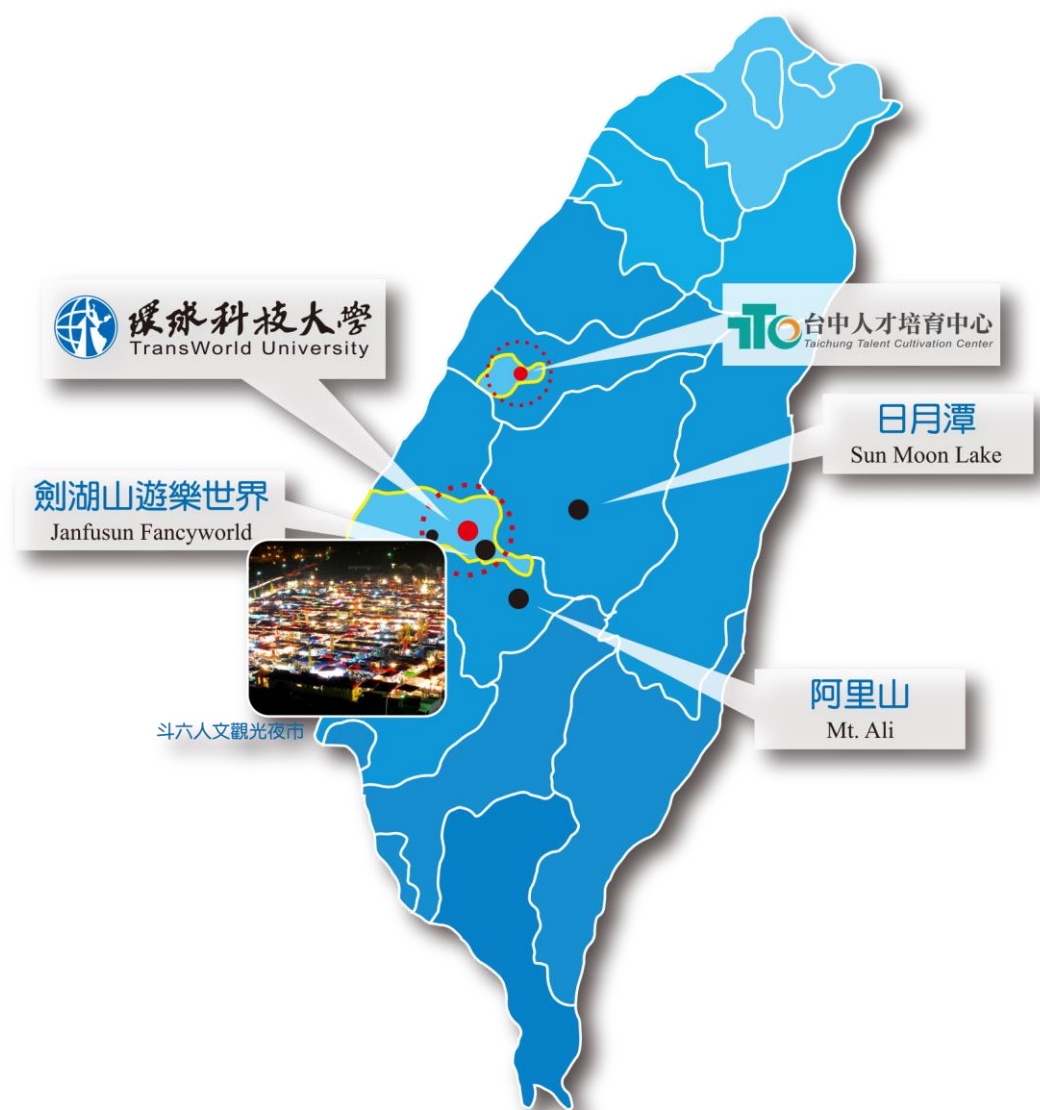 環球科技大學
TransWorld University
台中人才培育中心
Taichung Talent Cultivation Center
日月潭
Sun Moon Lake
劍湖山遊樂世界
Janfusun Fancyworld
斗六人文觀光夜市
阿里山
Mt. Ali